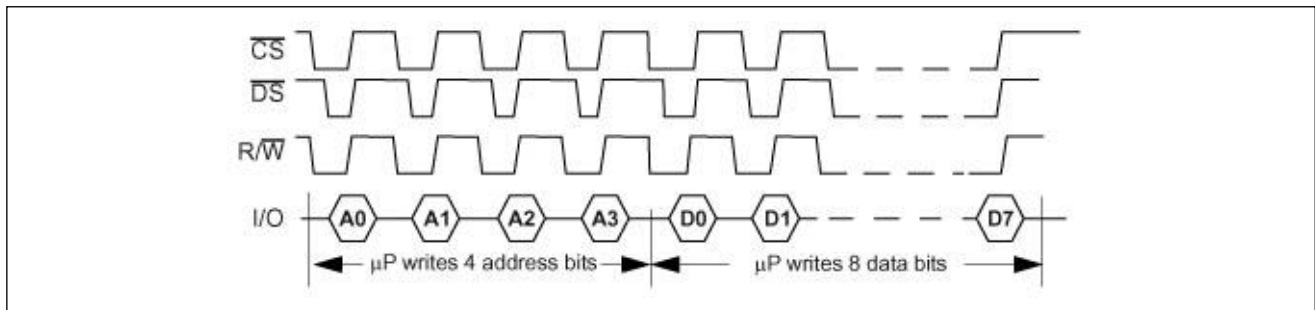 CS
DS
R/W
I/O A0 A1 A2 A3 D0 D1 D7
μP writes 4 address bits μP writes 8 data bits